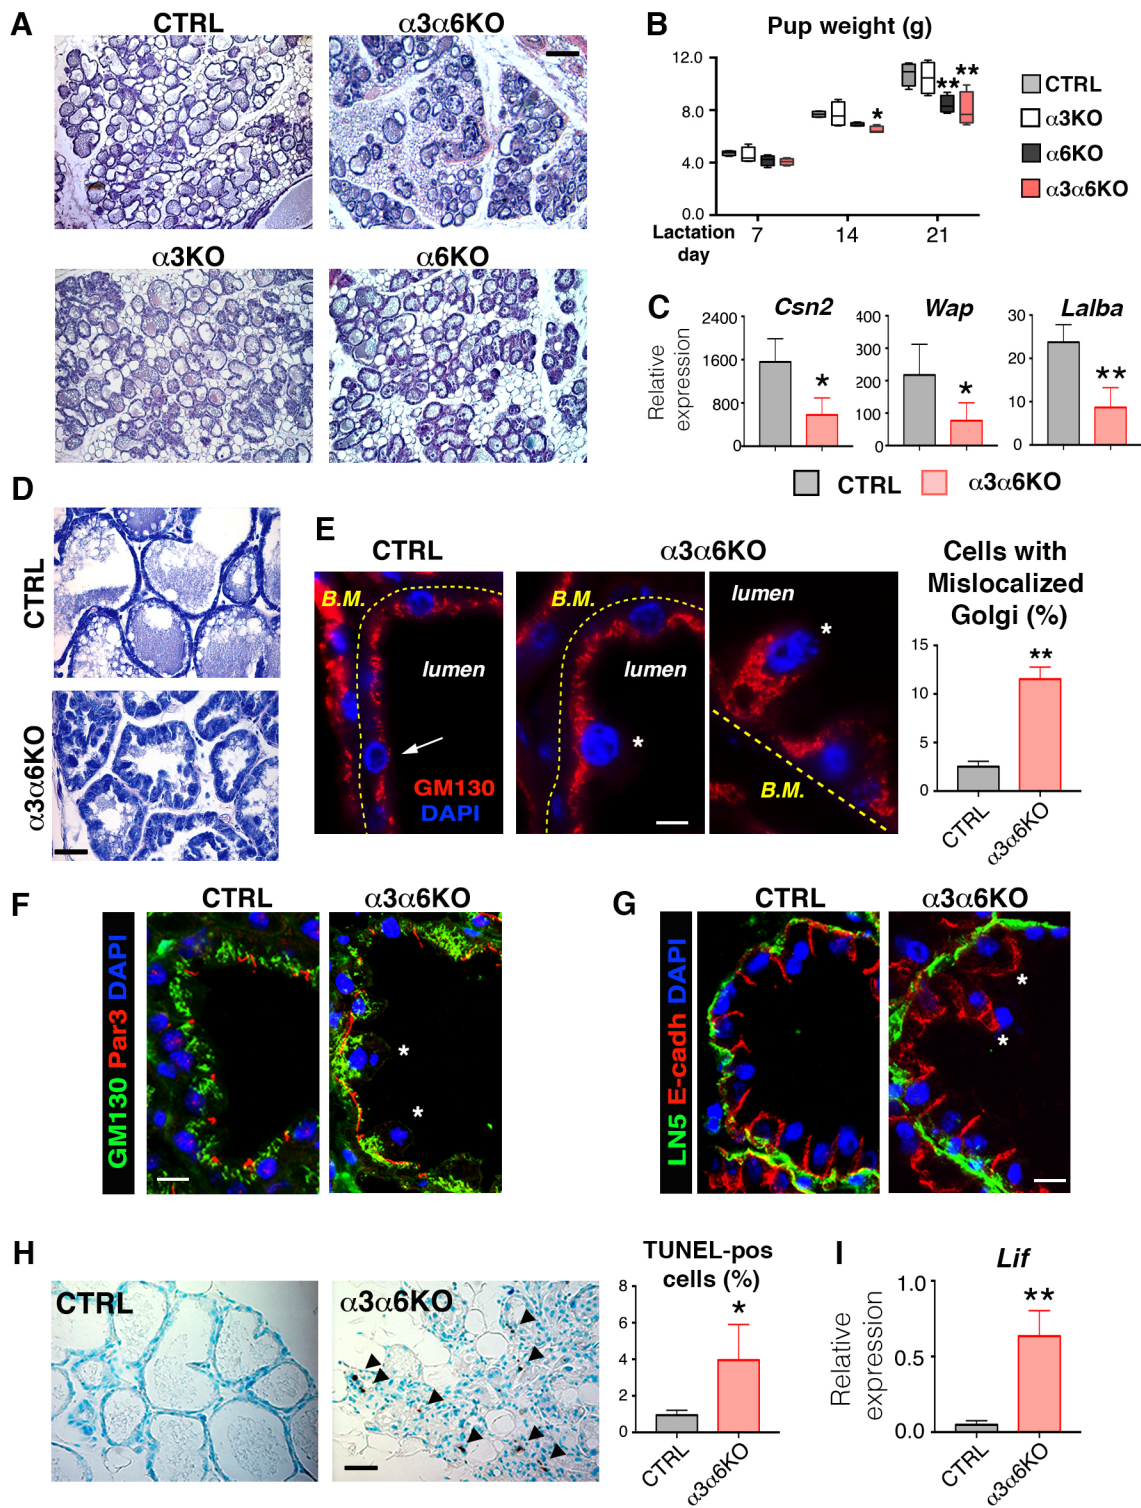 A
CTRL
α3α6KO
α3KO
α6KO
B
Pup weight (g)
12.0
8.0
4.0
0.0
*
**
**
Lactation
day
7
14
21
CTRL
α3KO
α6KO
α3α6KO
C
Csn2
Wap
Lalba
Relative
expression
2400
1600
800
0
*
400
300
200
100
0
*
30
20
10
0
**
CTRL
α3α6KO
D
CTRL
α3α6KO
E
CTRL
α3α6KO
B.M.
lumen
GM130
DAPI
B.M.
lumen
*
lumen
*
B.M.
Cells with
Mislocalized
Golgi (%)
15
10
5
0
**
CTRL
α3α6KO
F
CTRL
α3α6KO
GM130 Par3 DAPI
*
*
G
CTRL
α3α6KO
LN5 E-cadh DAPI
*
*
H
CTRL
α3α6KO
TUNEL-pos
cells (%)
8
6
4
2
0
*
CTRL
α3α6KO
I
Lif
Relative
expression
1.0
0.5
0.0
**
CTRL
α3α6KO